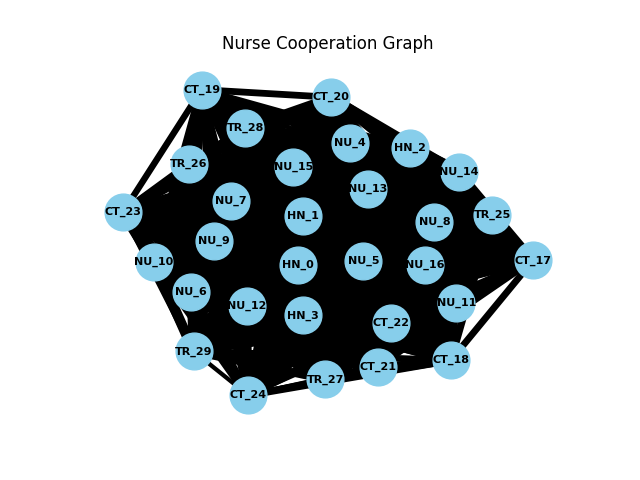 Nurse Cooperation Graph
CT_19
CT_20
TR_28
NU_4
HN_2
TR_26
NU_15
NU_14
NU_13
NU_7
CT_23
HN_1
TR_25
NU_8
NU_9
NU_10
HN_0
NU_5
NU_16
CT_17
NU_6
NU_12
NU_11
HN_3
CT_22
TR_29
CT_18
CT_21
TR_27
CT_24